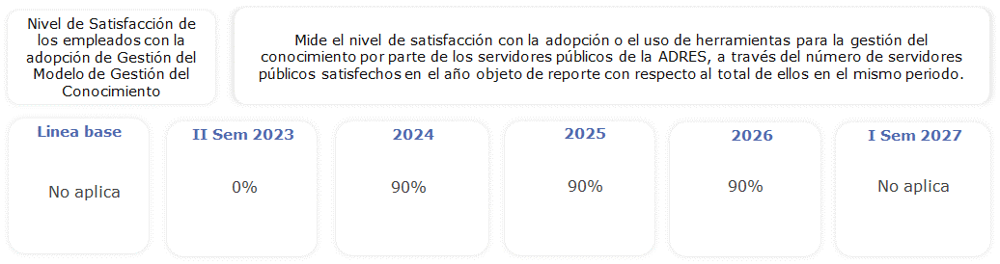 Nivel de Satisfacción de
los empleados con la
adopción de Gestión del
Modelo de Gestión del
Conocimiento
Mide el nivel de satisfacción con la adopción o el uso de herramientas para la gestión del
conocimiento por parte de los servidores públicos de la ADRES, a través del número de servidores
públicos satisfechos en el año objeto de reporte con respecto al total de ellos en el mismo periodo.
Linea base
No aplica
II Sem 2023
0%
2024
90%
2025
90%
2026
90%
I Sem 2027
No aplica